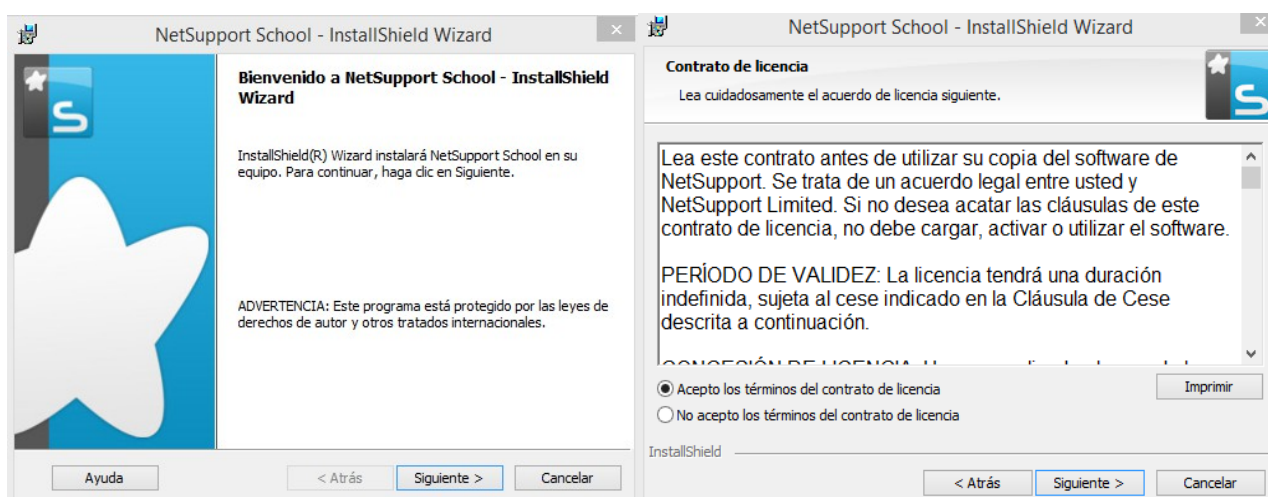 NetSupport School - InstallShield Wizard
Bienvenido a NetSupport School - InstallShield
Wizard
InstallShield(R) Wizard instalará NetSupport School en su
equipo. Para continuar, haga clic en Siguiente.
ADVERTENCIA: Este programa está protegido por las leyes de
derechos de autor y otros tratados internacionales.
Ayuda
< Atrás
Siguiente >
Cancelar
NetSupport School - InstallShield Wizard
Contrato de licencia
Lea cuidadosamente el acuerdo de licencia siguiente.
S
Lea este contrato antes de utilizar su copia del software de
NetSupport. Se trata de un acuerdo legal entre usted y
NetSupport Limited. Si no desea acatar las cláusulas de este
contrato de licencia, no debe cargar, activar o utilizar el software.
PERÍODO DE VALIDEZ: La licencia tendrá una duración
indefinida, sujeta al cese indicado en la Cláusula de Cese
descrita a continuación.
CONCESIÓN DE LICENCIA:
Acepto los términos del contrato de licencia
Imprimir
No acepto los términos del contrato de licencia
InstallShield
< Atrás
Siguiente >
Cancelar